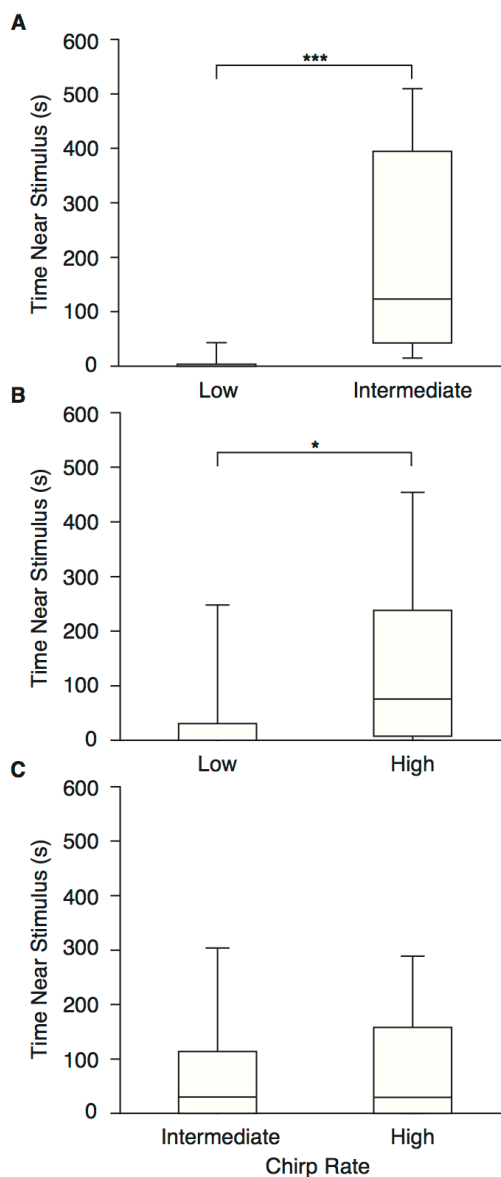 A
Time Near Stimulus (s)
600
500
400
300
200
100
0
***
Low Intermediate
B
Time Near Stimulus (s)
600
500
400
300
200
100
0
*
Low High
C
Time Near Stimulus (s)
600
500
400
300
200
100
0
Intermediate High
Chirp Rate